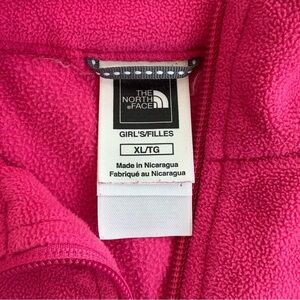 THE
NORTH
FACE
GIRL'S/FILLES
XL/TG
Made in Nicaragua
Fabriqué au Nicaragua